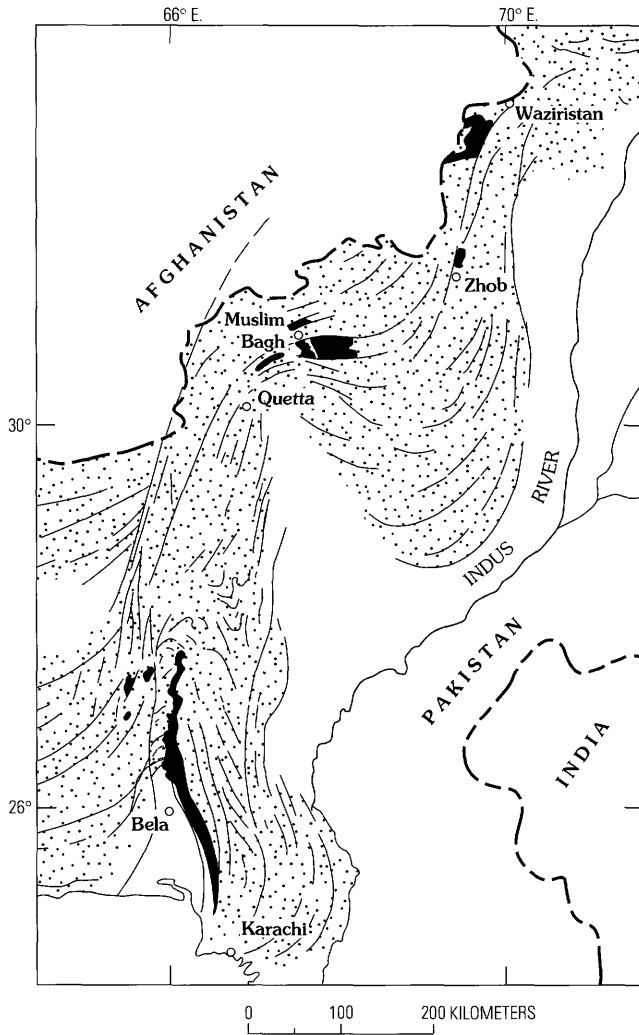 66° E.
70° E.
Waziristan
AFGHANISTAN
Zhob
Muslim
Bagh
Quetta
30°
INDUS RIVER
PAKISTAN
INDIA
26°
Bela
Karachi
0 100 200 KILOMETERS